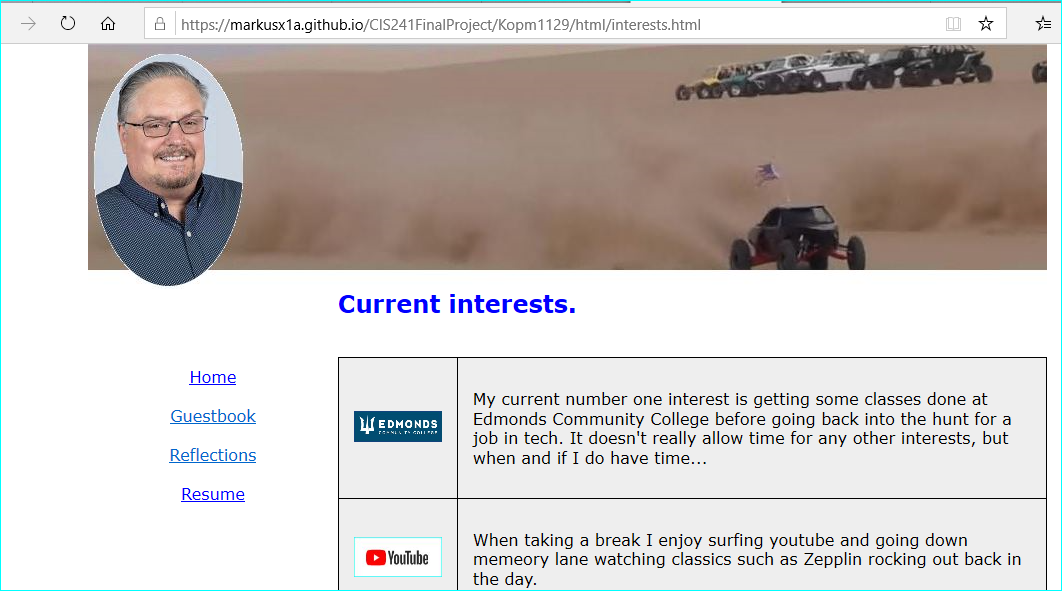 https://markusx1a.github.io/CIS241FinalProject/Kopm1129/html/interests.html
Current interests.
Home
Guestbook
Reflections
Resume
EDMONDS
COMMUNITY COLLEGE
My current number one interest is getting some classes done at
Edmonds Community College before going back into the hunt for a
job in tech. It doesn't really allow time for any other interests, but
when and if I do have time...
YouTube
When taking a break I enjoy surfing youtube and going down
memeory lane watching classics such as Zepplin rocking out back in
the day.